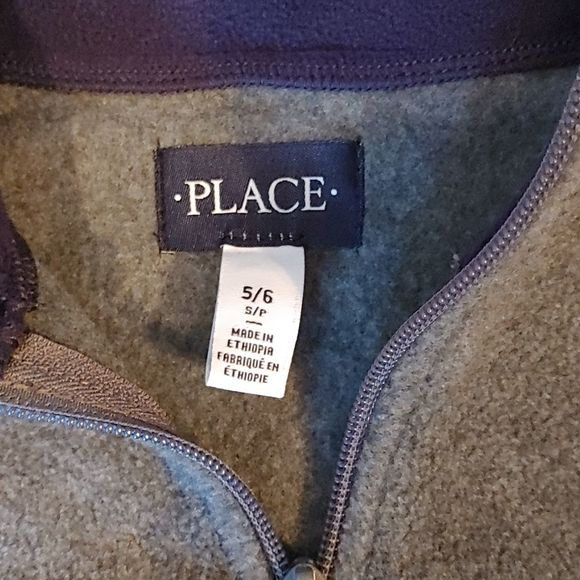 ·PLACE·
5/6
S/P
MADE IN
ETHIOPIA
FABRIQUÉ EN
ÉTHIOPIE